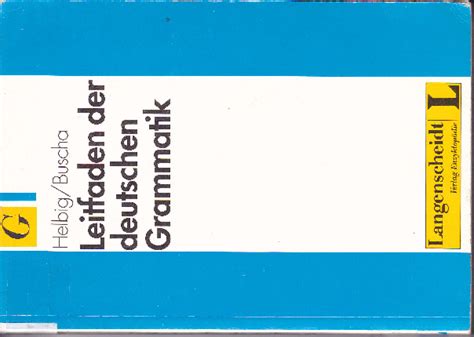 G
Helbig/Buscha
Leitfaden der
deutschen
Grammatik
Langenscheidt
Verlag Enzyklopädie
L